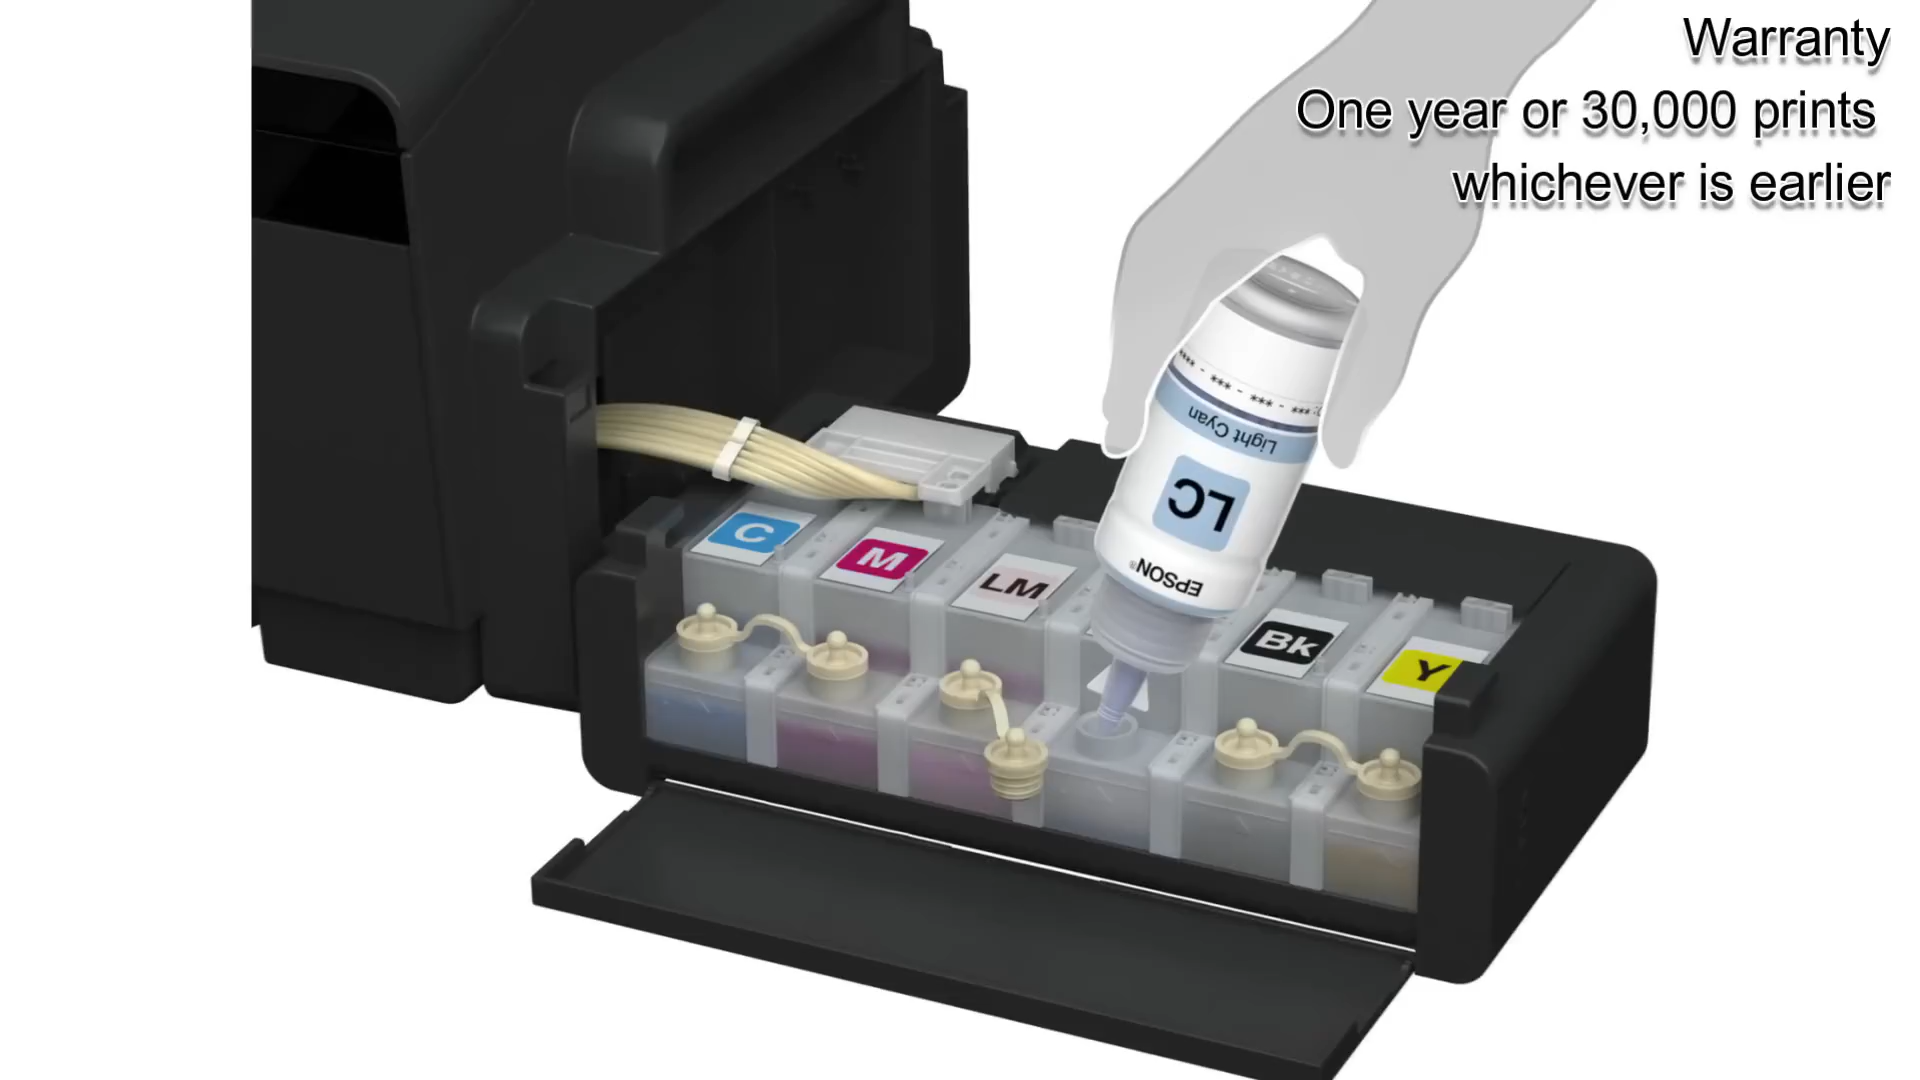 Warranty
One year or 30,000 prints
whichever is earlier
*** - *** - *** - ***
Light Cyan
LC
EPSON®
C
M
LM
Bk
Y